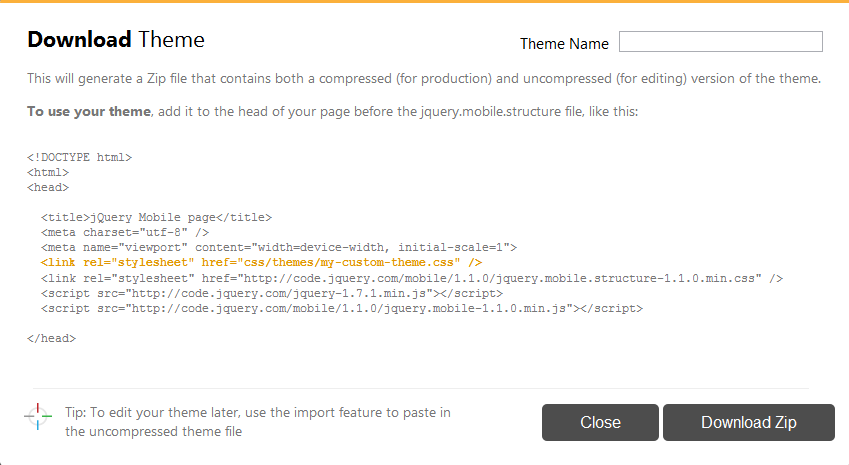 Download Theme
Theme Name
This will generate a Zip file that contains both a compressed (for production) and uncompressed (for editing) version of the theme.
To use your theme, add it to the head of your page before the jquery.mobile.structure file, like this:
<!DOCTYPE html>
<html>
<head>
<title>jQuery Mobile page</title>
<meta charset="utf-8" />
<meta name="viewport" content="width=device-width, initial-scale=1">
<link rel="stylesheet" href="css/themes/my-custom-theme.css" />
<link rel="stylesheet" href="http://code.jquery.com/mobile/1.1.0/jquery.mobile.structure-1.1.0.min.css" />
<script src="http://code.jquery.com/jquery-1.7.1.min.js"></script>
<script src="http://code.jquery.com/mobile/1.1.0/jquery.mobile-1.1.0.min.js"></script>
</head>
Tip: To edit your theme later, use the import feature to paste in
the uncompressed theme file
Close
Download Zip